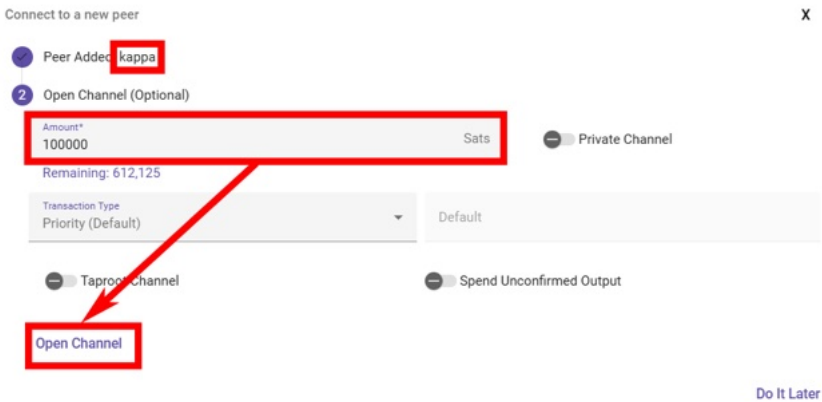 Connect to a new peer X
Peer Added kappa
2 Open Channel (Optional)
Amount*
100000 Sats Private Channel
Remaining: 612,125
Transaction Type
Priority (Default) Default
Taproot Channel Spend Unconfirmed Output
Open Channel
Do It Later